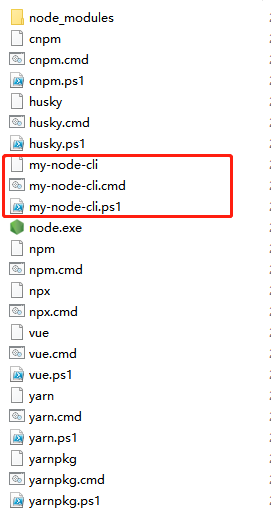 node_modules
cnpm
cnpm.cmd
cnpm.ps1
husky
husky.cmd
husky.ps1
my-node-cli
my-node-cli.cmd
my-node-cli.ps1
node.exe
npm
npm.cmd
npx
npx.cmd
vue
vue.cmd
vue.ps1
yarn
yarn.cmd
yarn.ps1
yarnpkg
yarnpkg.cmd
yarnpkg.ps1